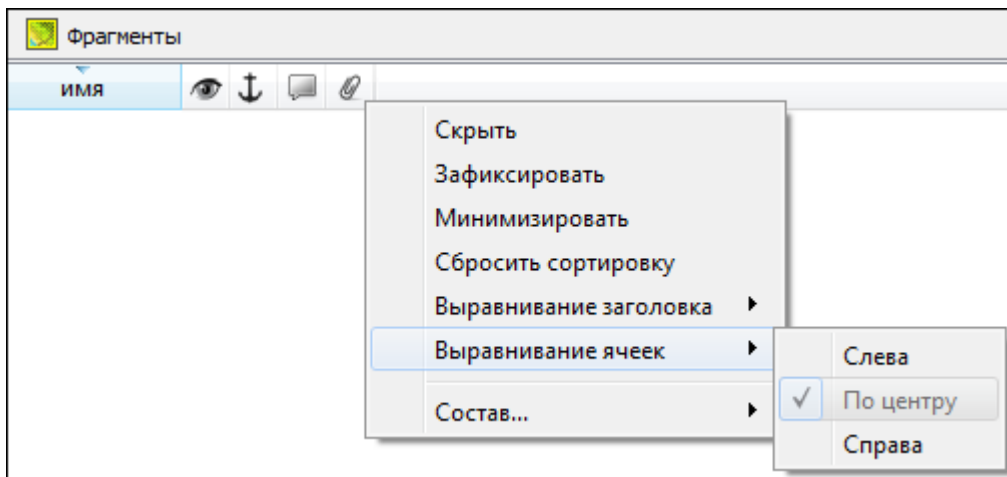 Фрагменты
имя
Скрыть
Зафиксировать
Минимизировать
Сбросить сортировку
Выравнивание заголовка
Выравнивание ячеек
Слева
По центру
Состав...
Справа